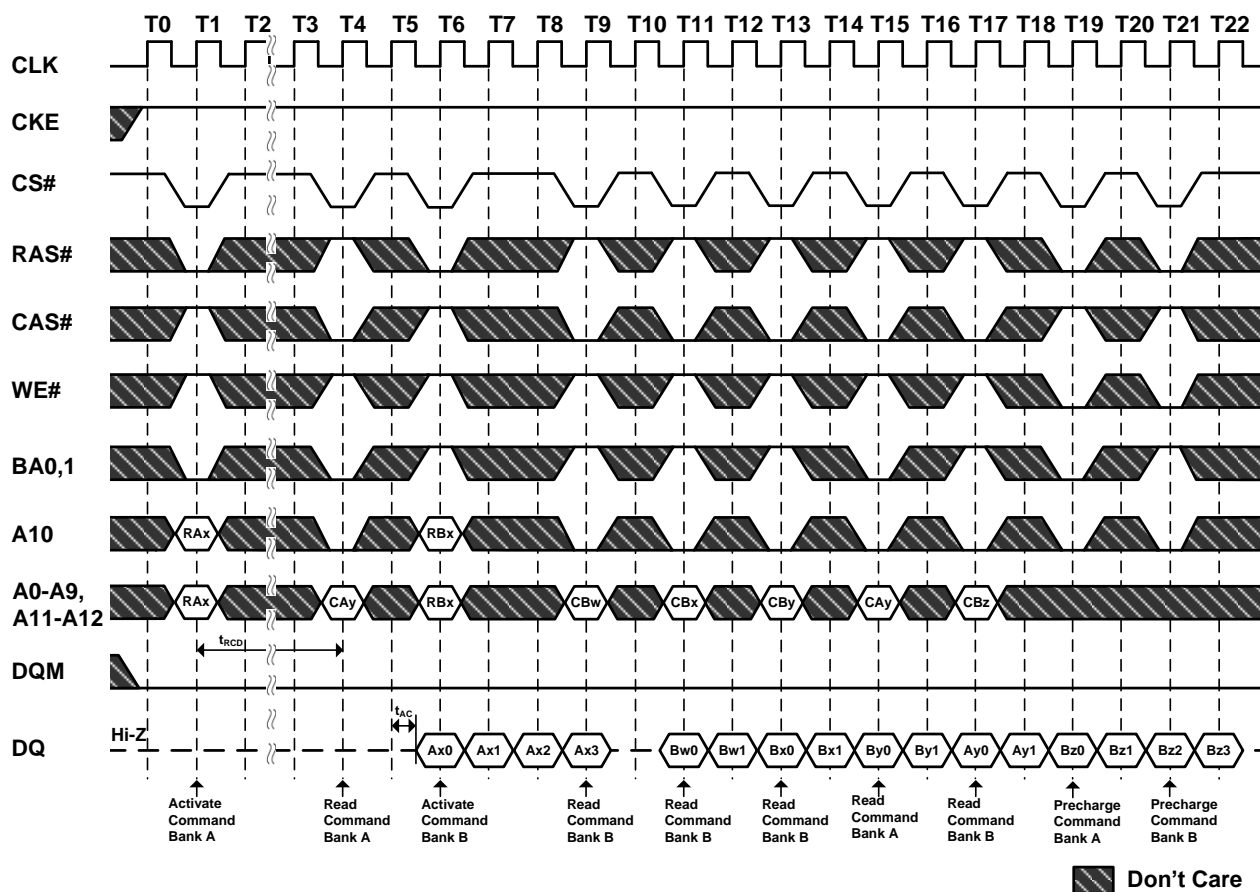 T0 T1 T2 T3 T4 T5 T6 T7 T8 T9 T10 T11 T12 T13 T14 T15 T16 T17 T18 T19 T20 T21 T22
CLK
CKE
CS#
RAS#
CAS#
WE#
BA0,1
A10 RAx RBx
A0-A9,
A11-A12 RAx CAy RBx CBw CBx CBy CAy CBz
tRCD
DQM
tAC
DQ Hi-Z Ax0 Ax1 Ax2 Ax3 Bw0 Bw1 Bx0 Bx1 By0 By1 Ay0 Ay1 Bz0 Bz1 Bz2 Bz3
Activate
Command
Bank A
Read
Command
Bank A
Activate
Command
Bank B
Read
Command
Bank B
Read
Command
Bank B
Read
Command
Bank B
Read
Command
Bank A
Read
Command
Bank B
Precharge
Command
Bank A
Precharge
Command
Bank B
Don't Care